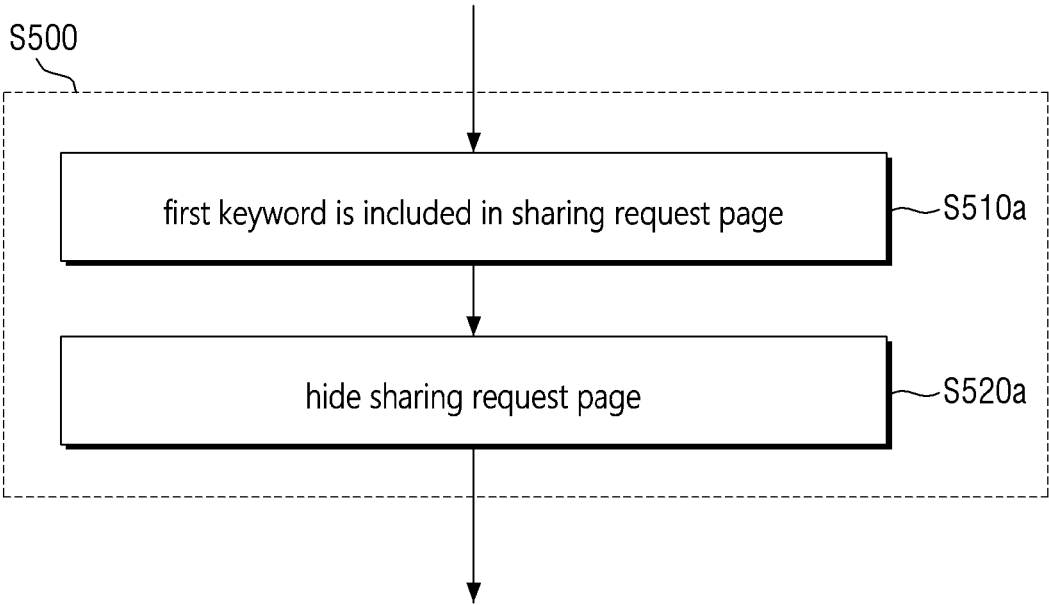 S500
first keyword is included in sharing request page
S510a
hide sharing request page
S520a